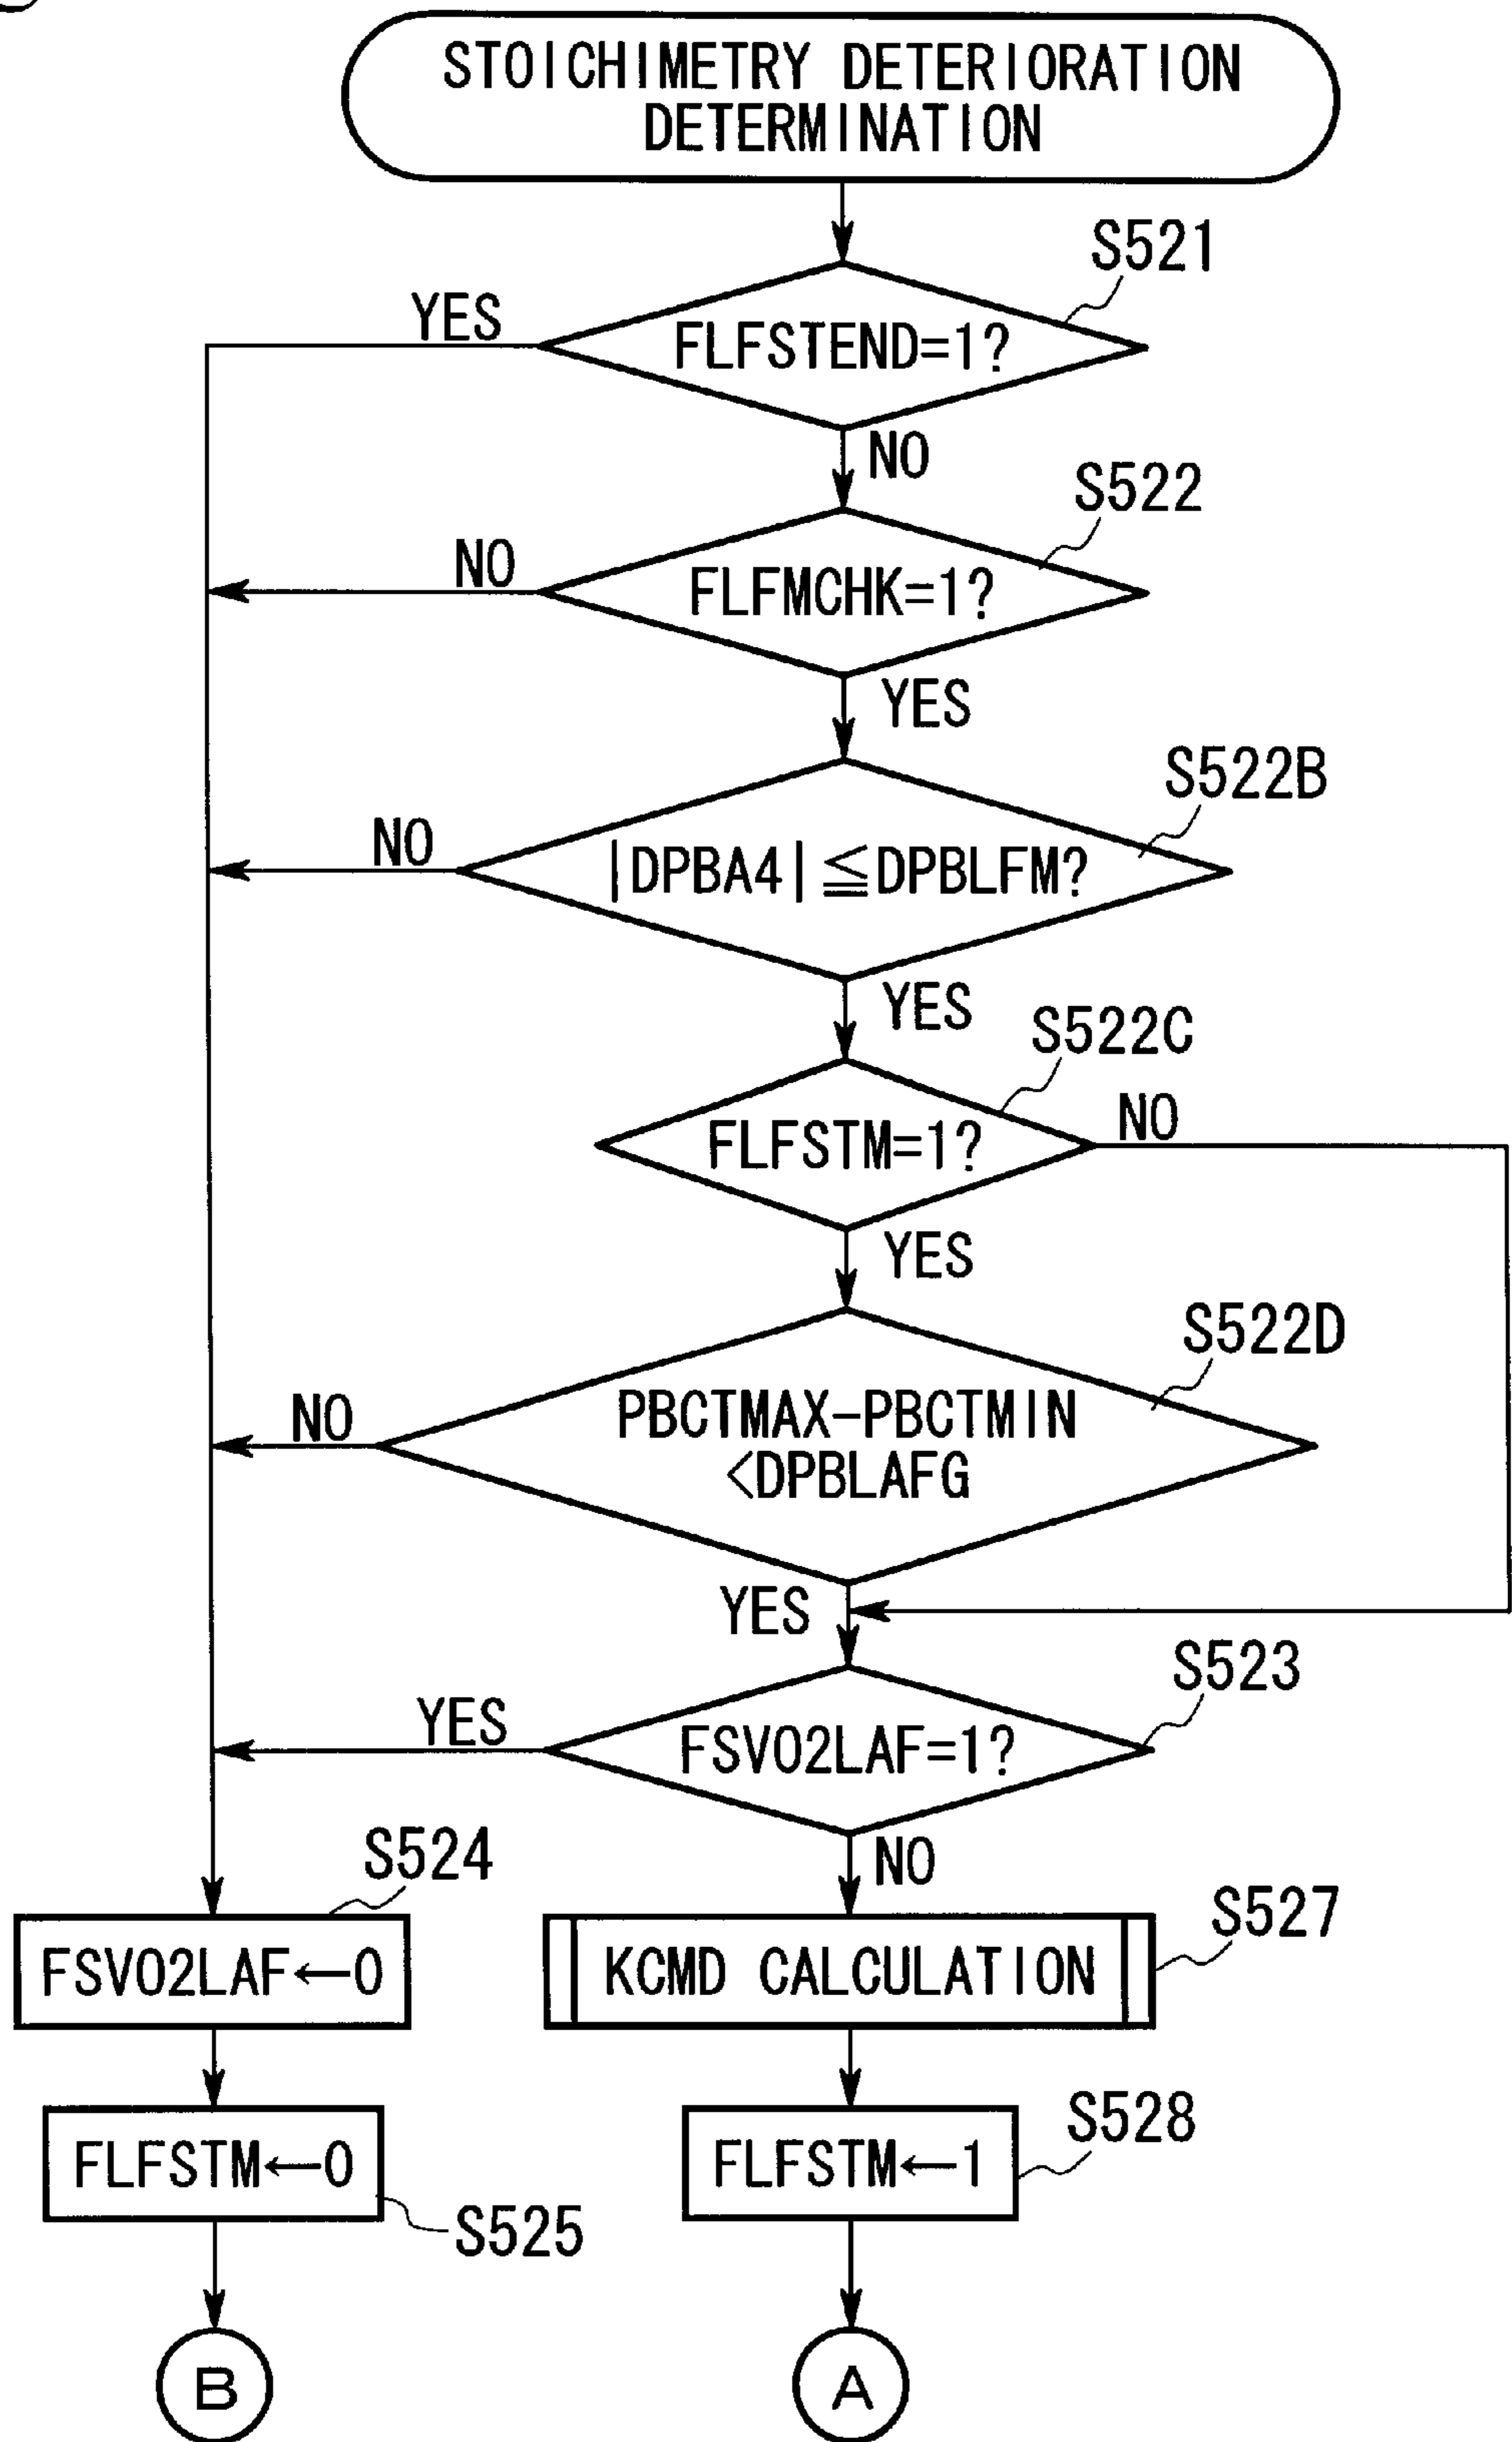 STOICHIMETRY DETERIORATION
DETERMINATION
S521
YES
FLFSTEND=1?
NO
S522
NO
FLFMCHK=1?
YES
S522B
NO
|DPBA4|≦DPBLFM?
YES
S522C
NO
FLFSTM=1?
YES
S522D
NO
PBCTMAX-PBCTMIN
<DPBLAFG
YES
S523
YES
FSVO2LAF=1?
NO
S524
S527
FSVO2LAF←0
KCMD CALCULATION
S528
FLFSTM←0
FLFSTM←1
S525
B
A